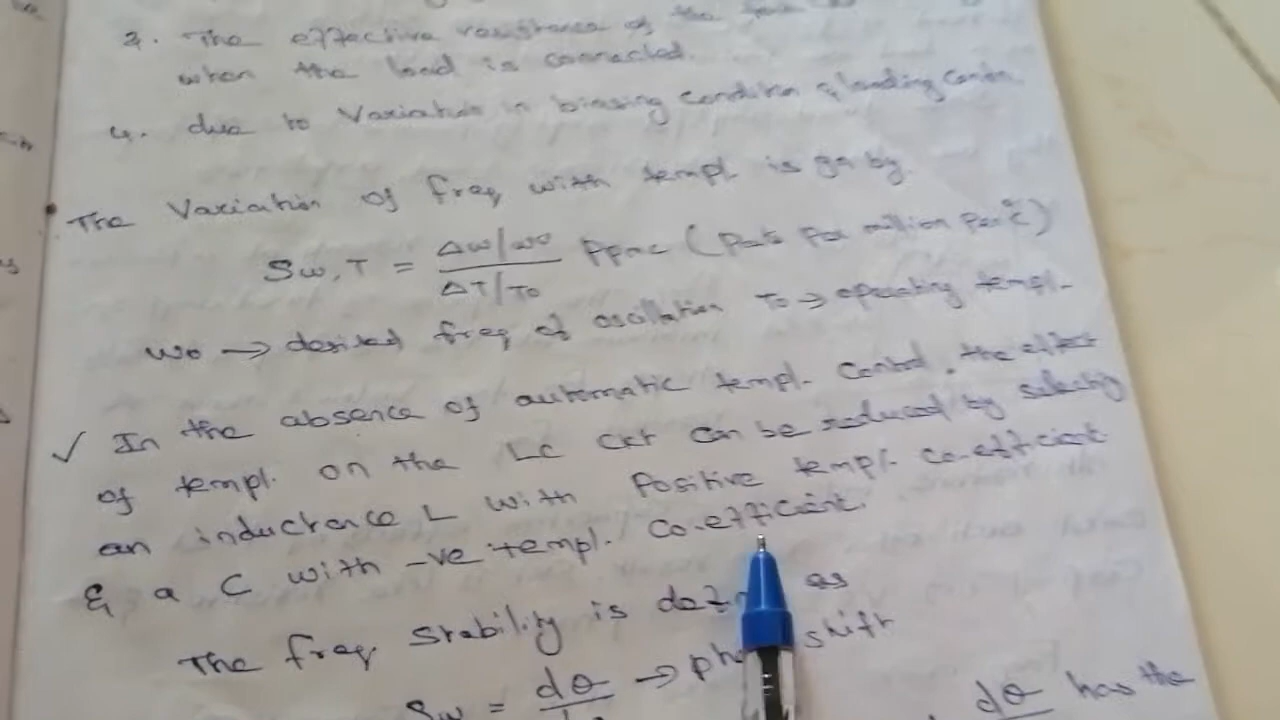 3. The effective resistance of the
when the load is connected.
4. due to Variation in biasing condition & loading condn.
The Variation of freq with templ. is gn by.
Sω,T = Δω/ω0 / ΔT/T0 PPmc (Parts Per million Per °c)
ω0 → desired freq of oscillation T0 → operating templ.
✓ In the absence of automatic templ. control, the effect
of templ. on the LC ckt can be reduced by selecting
an inductance L with Positive templ. co-efficient
& a C with -ve templ. co-efficient.
The freq stability is as
Sω = dθ → shift
dθ has the